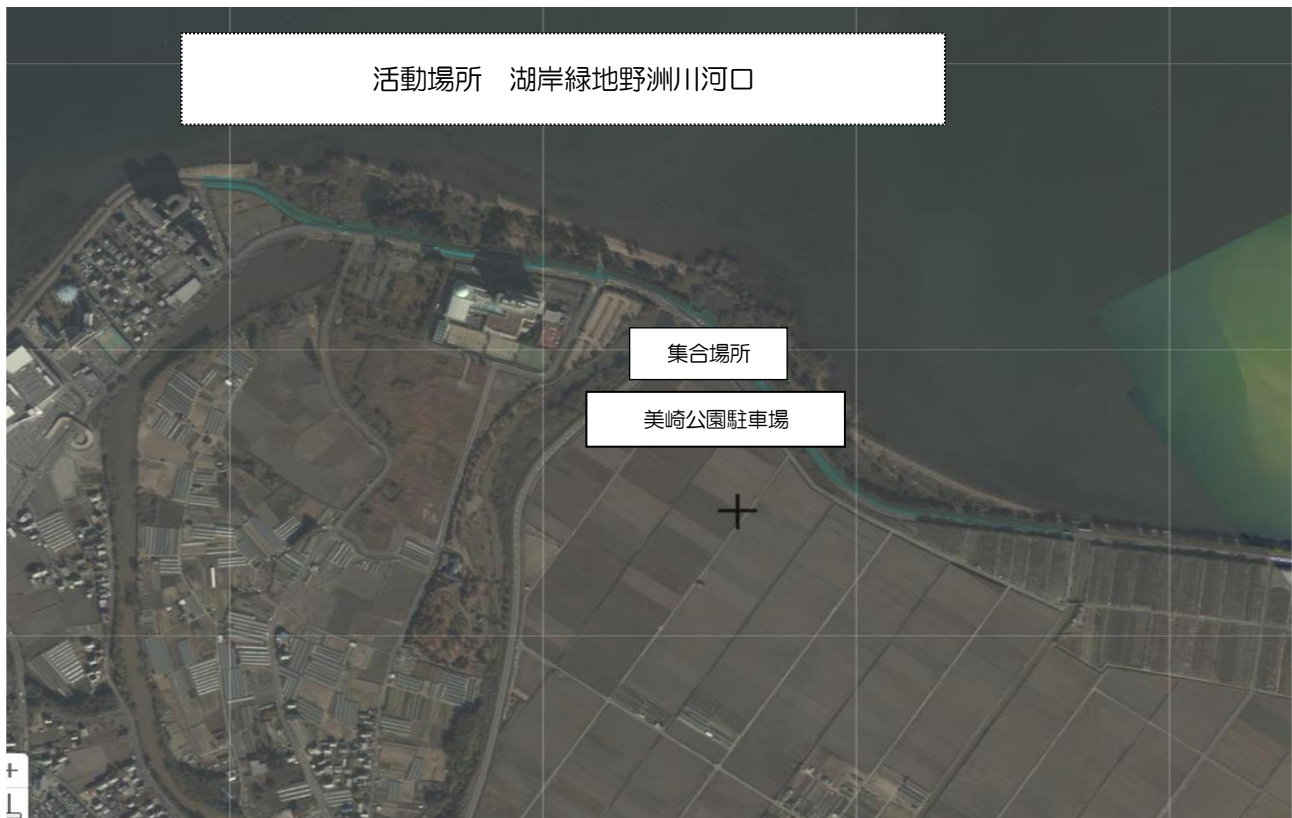 活動場所　湖岸緑地野洲川河口
集合場所
美崎公園駐車場